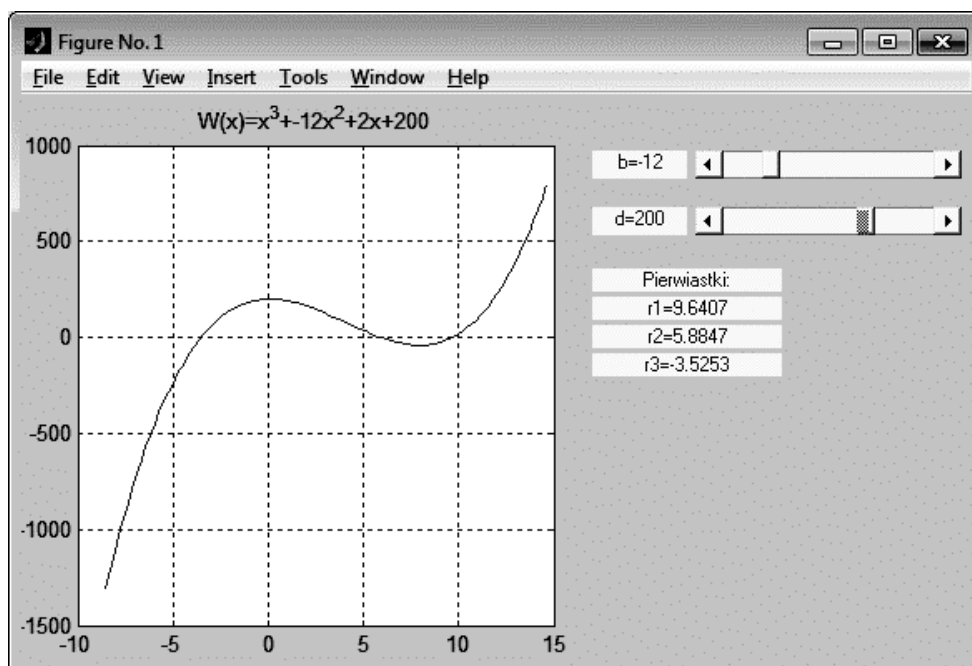 Figure No. 1
File Edit View Insert Tools Window Help
W(x)=x³+-12x²+2x+200
1000
500
0
-500
-1000
-1500
-10 -5 0 5 10 15
b=-12
d=200
Pierwiastki:
r1=9.6407
r2=5.8847
r3=-3.5253